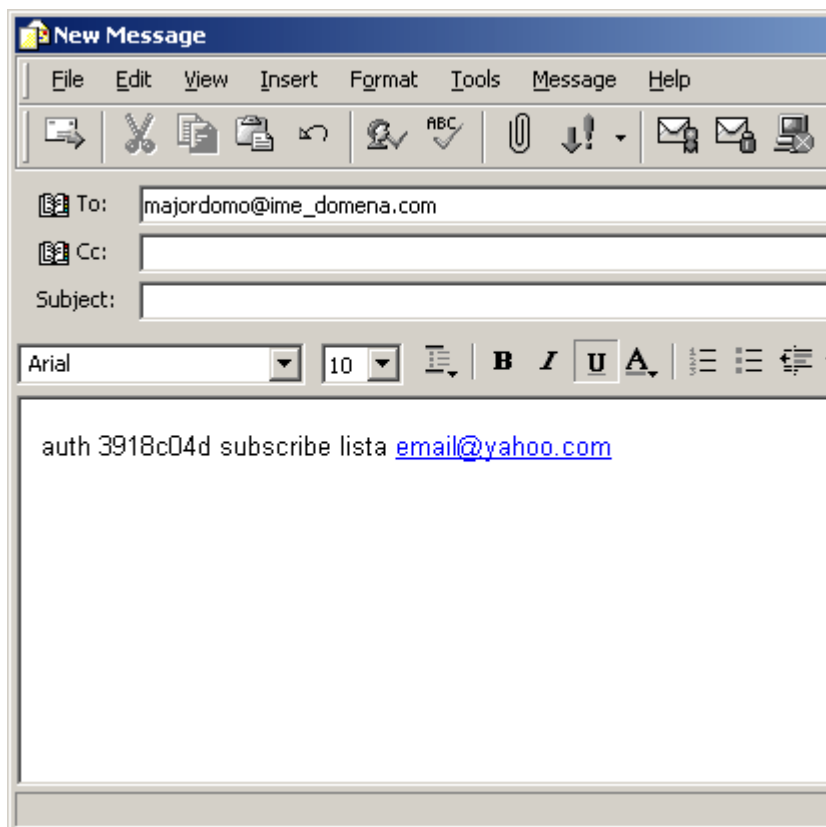 New Message
File Edit View Insert Format Tools Message Help
ABC
To: majordomo@ime_domena.com
Cc:
Subject:
Arial 10 B I U A
auth 3918c04d subscribe lista email@yahoo.com